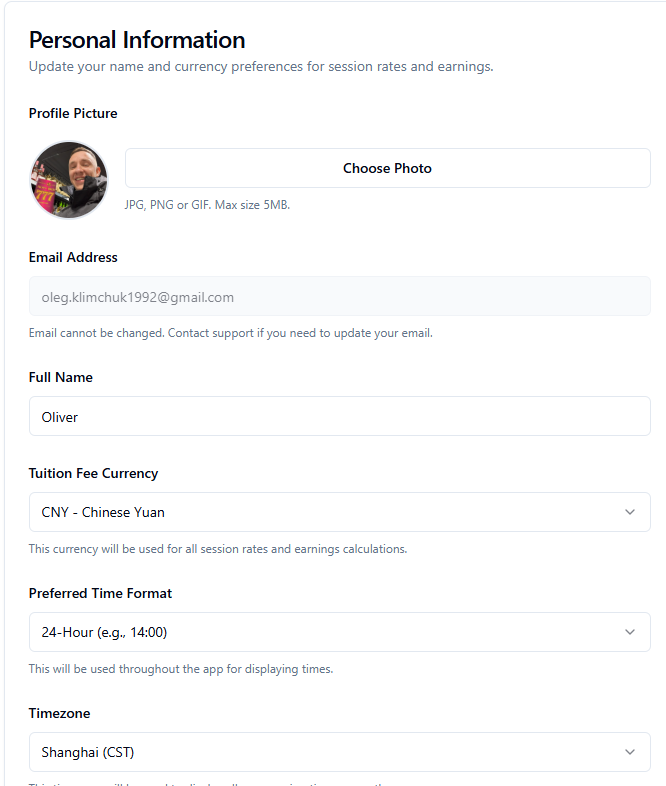 Personal Information
Update your name and currency preferences for session rates and earnings.
Profile Picture
Choose Photo
JPG, PNG or GIF. Max size 5MB.
Email Address
oleg.klimchuk1992@gmail.com
Email cannot be changed. Contact support if you need to update your email.
Full Name
Oliver
Tuition Fee Currency
CNY - Chinese Yuan
This currency will be used for all session rates and earnings calculations.
Preferred Time Format
24-Hour (e.g., 14:00)
This will be used throughout the app for displaying times.
Timezone
Shanghai (CST)